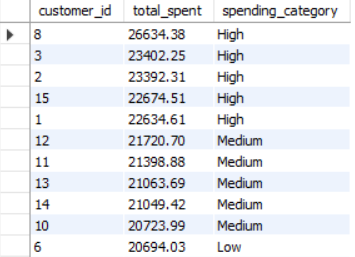 customer_id total_spent spending_category
8 26634.38 High
3 23402.25 High
2 23392.31 High
15 22674.51 High
1 22634.61 High
12 21720.70 Medium
11 21398.88 Medium
13 21063.69 Medium
14 21049.42 Medium
10 20723.99 Medium
6 20694.03 Low